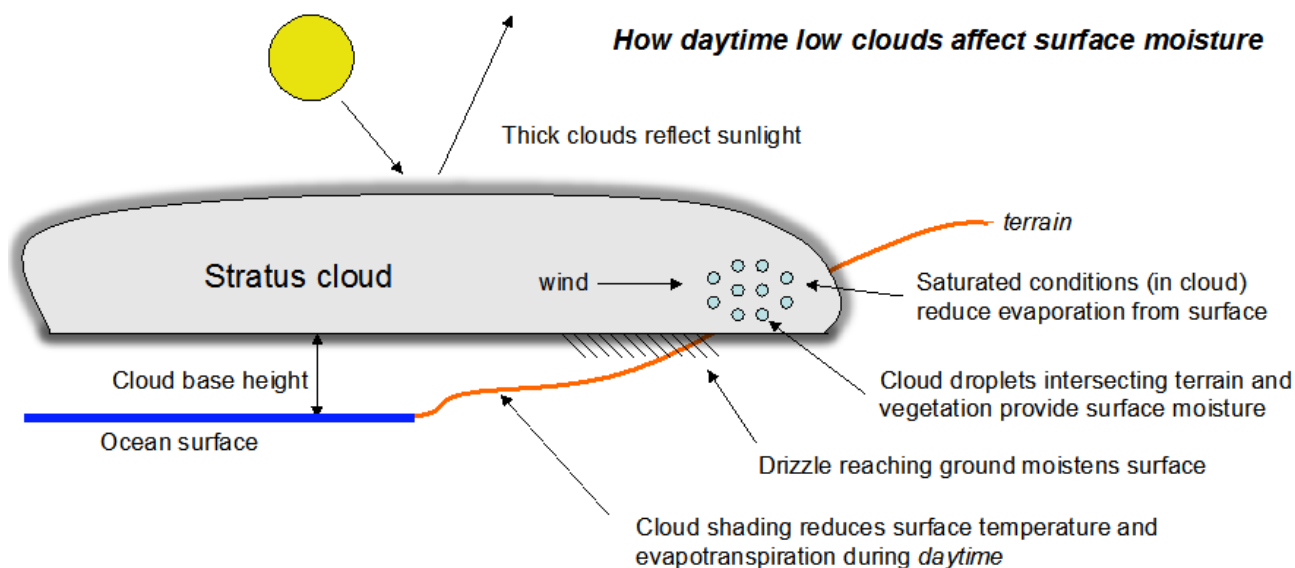 How daytime low clouds affect surface moisture
Thick clouds reflect sunlight
terrain
Stratus cloud
wind
Saturated conditions (in cloud)
reduce evaporation from surface
Cloud base height
Cloud droplets intersecting terrain and
vegetation provide surface moisture
Ocean surface
Drizzle reaching ground moistens surface
Cloud shading reduces surface temperature and
evapotranspiration during daytime